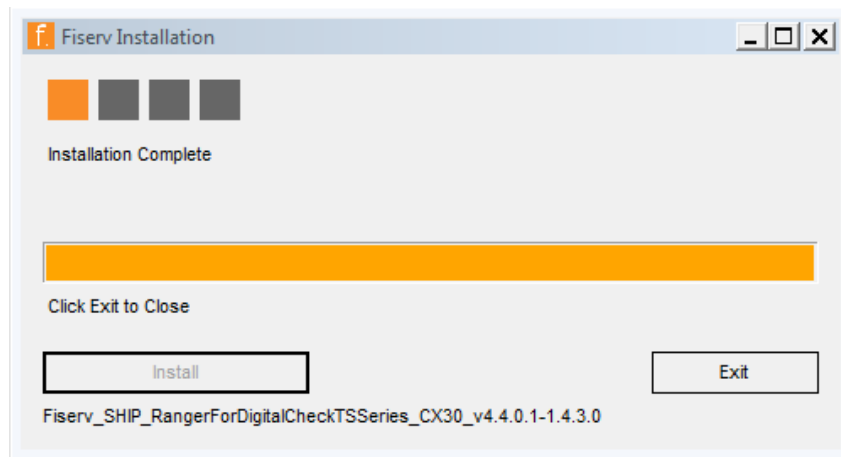 f. Fiserv Installation
Installation Complete
Click Exit to Close
Install
Exit
Fiserv_SHIP_RangerForDigitalCheckTSSeries_CX30_v4.4.0.1-1.4.3.0